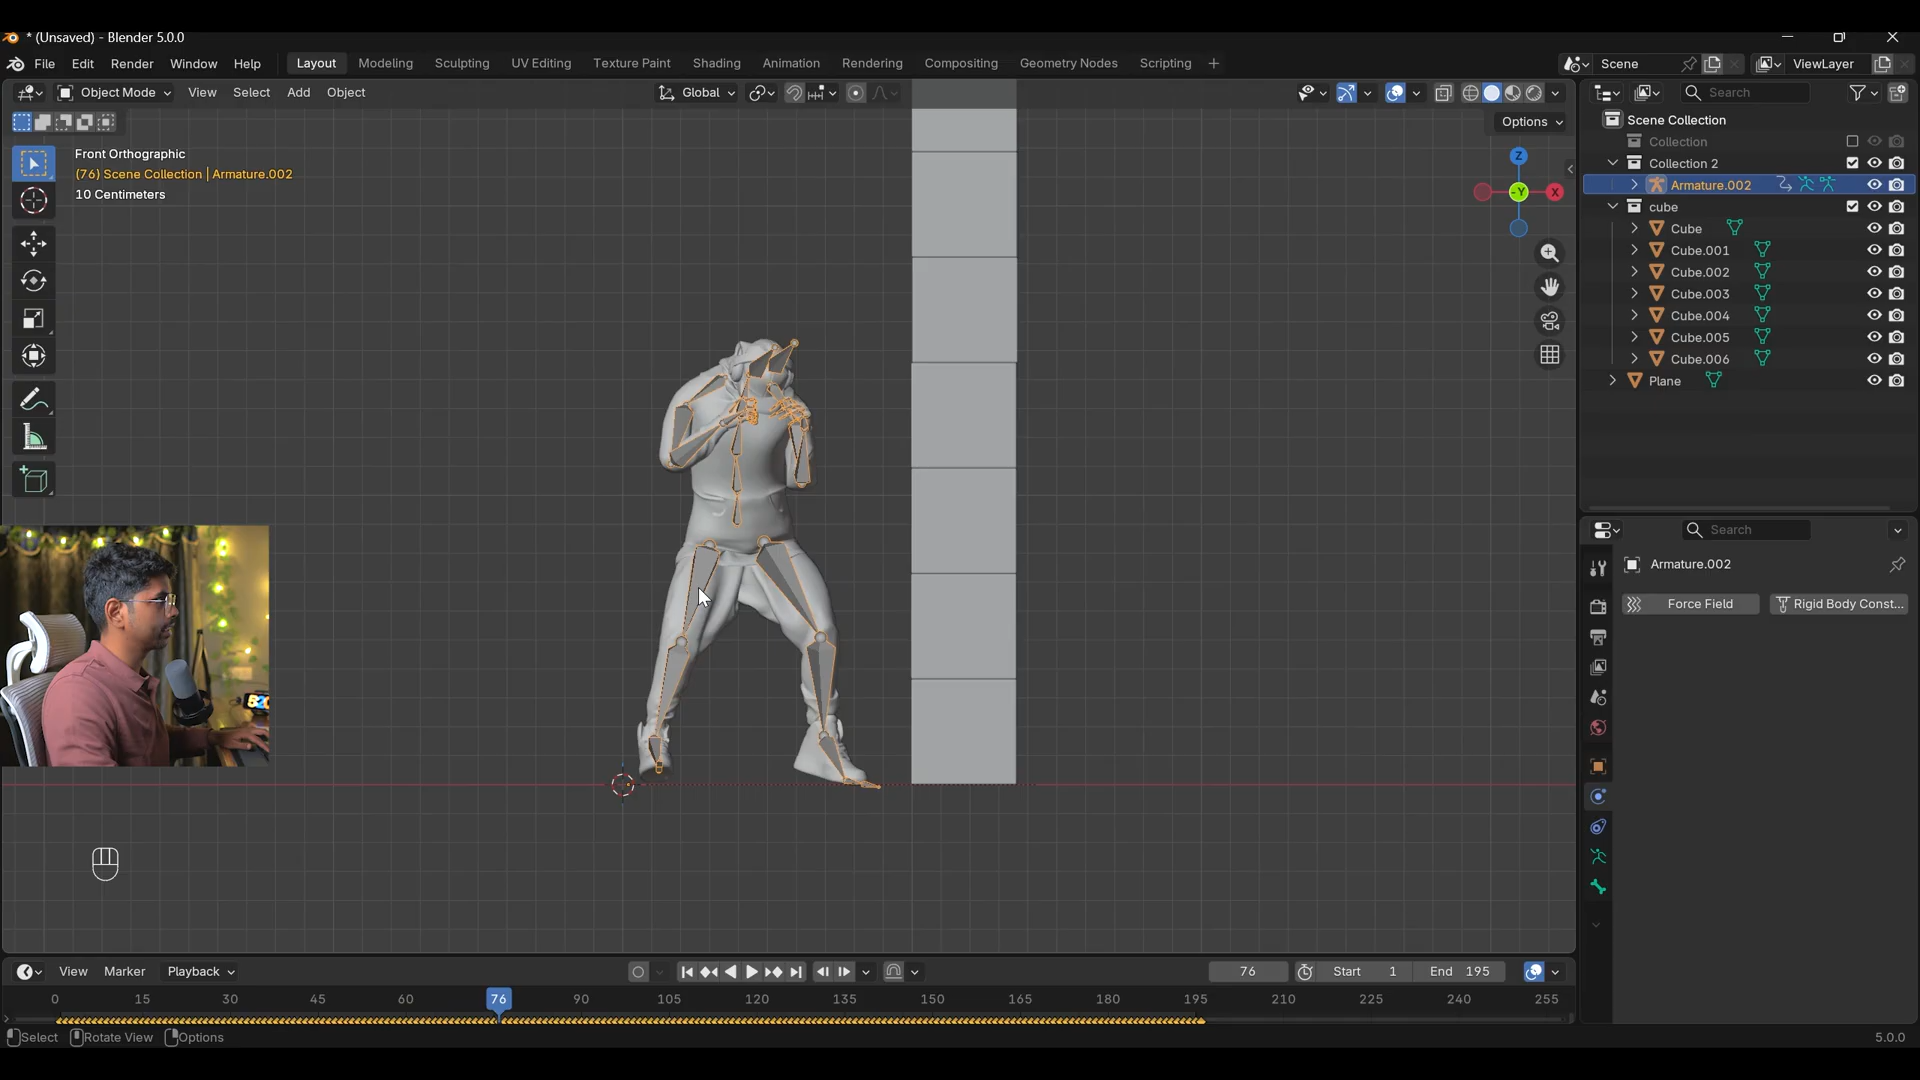 * (Unsaved) - Blender 5.0.0
File Edit Render Window Help
Layout Modeling Sculpting UV Editing Texture Paint Shading Animation Rendering Compositing Geometry Nodes Scripting +
Scene
ViewLayer
Object Mode View Select Add Object
Global
Search
Options
Front Orthographic
(76) Scene Collection | Armature.002
10 Centimeters
Z
-Y
X
Scene Collection
Collection
Collection 2
Armature.002
cube
Cube
Cube.001
Cube.002
Cube.003
Cube.004
Cube.005
Cube.006
Plane
Search
Armature.002
Force Field
Rigid Body Const...
View Marker Playback
76
Start 1
End 195
0 15 30 45 60 76 90 105 120 135 150 165 180 195 210 225 240 255
Select Rotate View Options
5.0.0